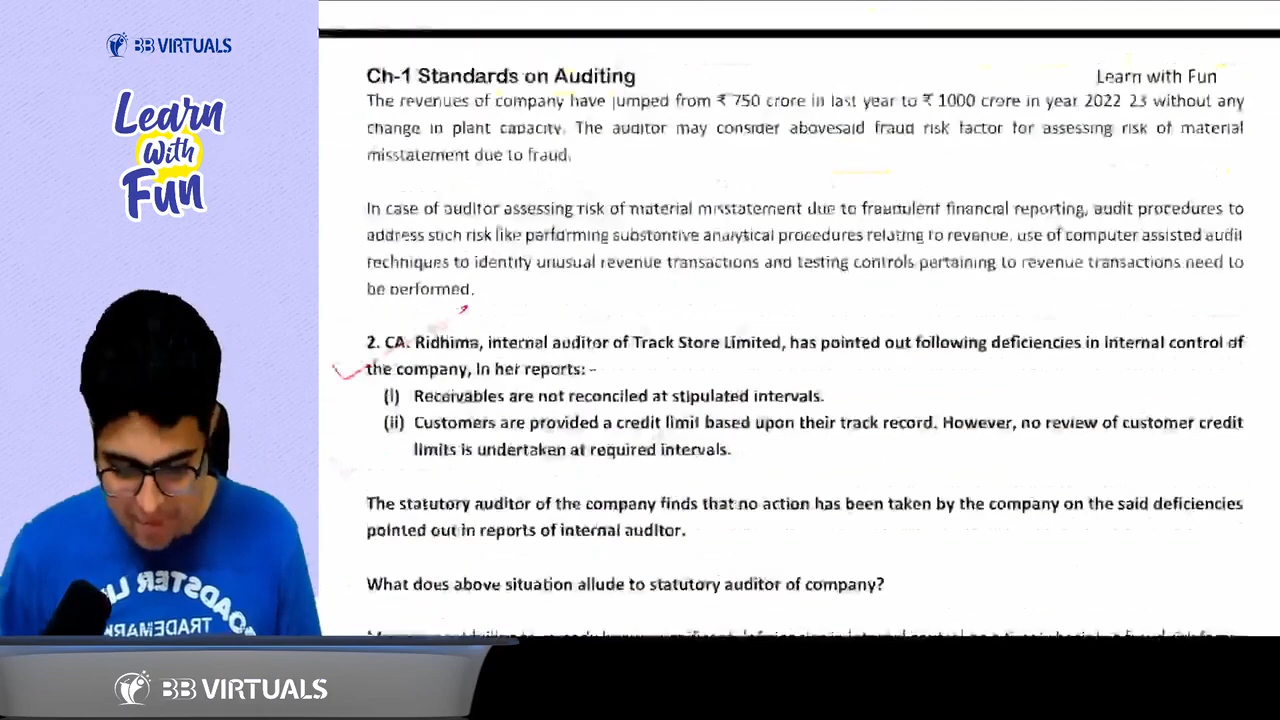 BB VIRTUALS
Learn
With
Fun
Ch-1 Standards on Auditing
Learn with Fun
The revenues of company have jumped from ₹ 750 crore in last year to ₹ 1000 crore in year 2022 23 without any
change in plant capacity. The auditor may consider abovesaid fraud risk factor for assessing risk of material
misstatement due to fraud.
In case of auditor assessing risk of material misstatement due to fraudulent financial reporting, audit procedures to
address such risk like performing substantive analytical procedures relating to revenue, use of computer assisted audit
techniques to identity unusual revenue transactions and testing controls pertaining to revenue transactions need to
be performed.
2. CA. Ridhima, internal auditor of Track Store Limited, has pointed out following deficiencies in internal control of
the company, in her reports: -
(i) Receivables are not reconciled at stipulated intervals.
(ii) Customers are provided a credit limit based upon their track record. However, no review of customer credit
limits is undertaken at required intervals.
The statutory auditor of the company finds that no action has been taken by the company on the said deficiencies
pointed out in reports of internal auditor.
What does above situation allude to statutory auditor of company?
ROADSTER
TRADEMARK
BB VIRTUALS